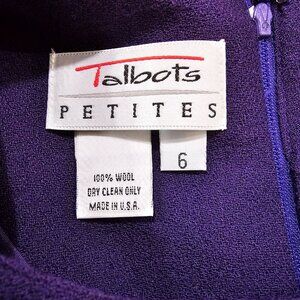 Talbots
PETITES
6
100% WOOL
DRY CLEAN ONLY
MADE IN U.S.A.